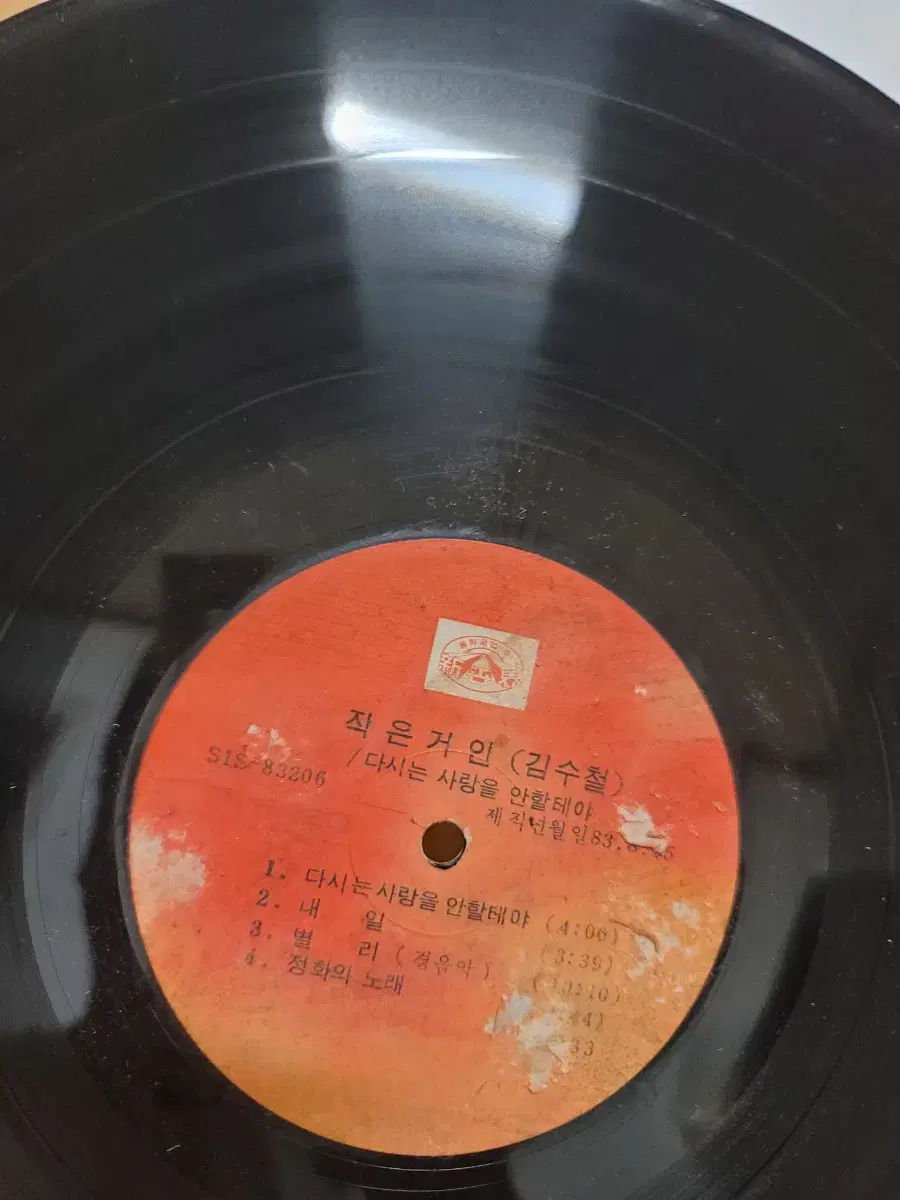 작은거인 (김수철)
SIS-83206
/다시는 사랑을 안할테야
제작년월일83.
1. 다시는사랑을안할테야 (4:06)
2. 내 일 (3:39)
3. 별 리 (경음악)
4. 정화의 노래